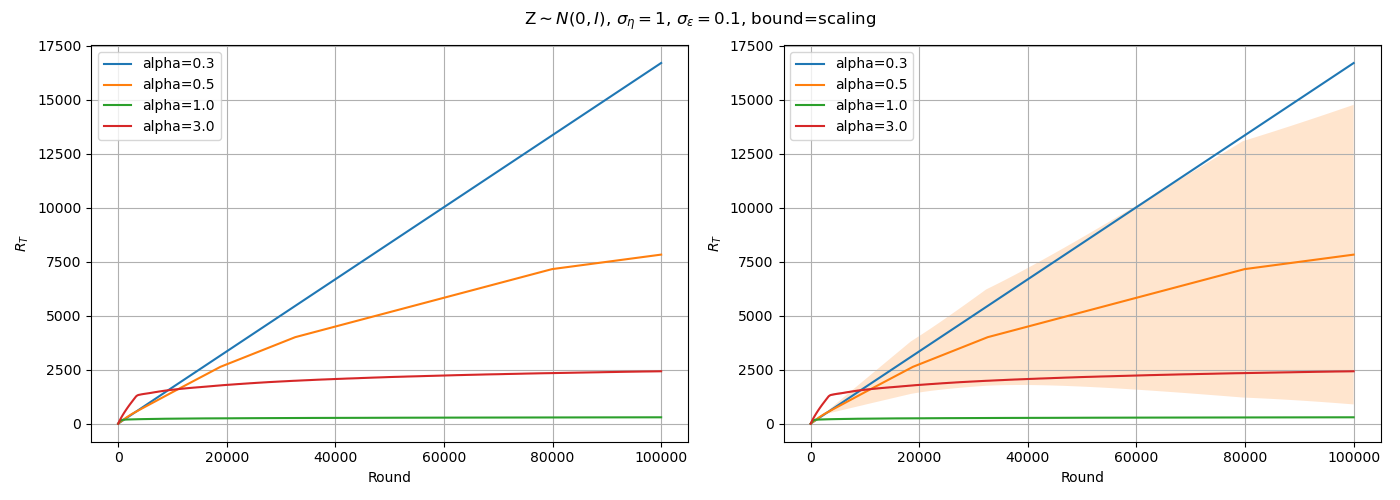 Z ∼ N(0, I), σ_η = 1, σ_ε = 0.1, bound=scaling
17500
15000
12500
10000
7500
5000
2500
0
R_T
alpha=0.3
alpha=0.5
alpha=1.0
alpha=3.0
0 20000 40000 60000 80000 100000
Round
17500
15000
12500
10000
7500
5000
2500
0
R_T
alpha=0.3
alpha=0.5
alpha=1.0
alpha=3.0
0 20000 40000 60000 80000 100000
Round